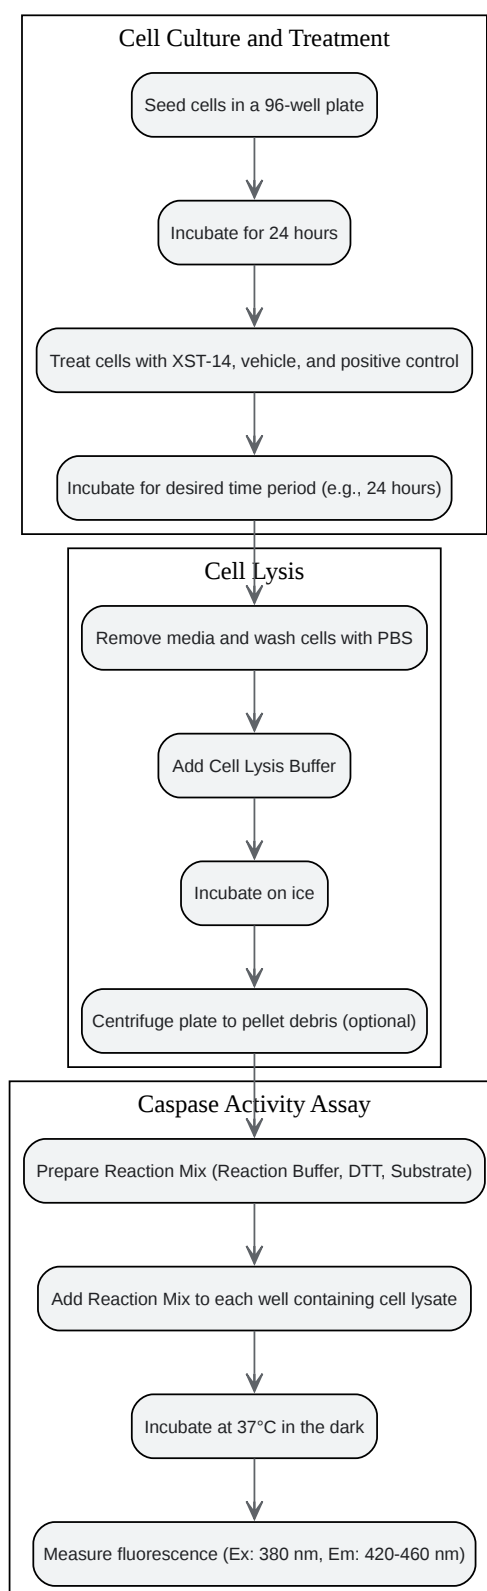 Cell Culture and Treatment
Seed cells in a 96-well plate
Incubate for 24 hours
Treat cells with XST-14, vehicle, and positive control
Incubate for desired time period (e.g., 24 hours)
Cell Lysis
Remove media and wash cells with PBS
Add Cell Lysis Buffer
Incubate on ice
Centrifuge plate to pellet debris (optional)
Caspase Activity Assay
Prepare Reaction Mix (Reaction Buffer, DTT, Substrate)
Add Reaction Mix to each well containing cell lysate
Incubate at 37°C in the dark
Measure fluorescence (Ex: 380 nm, Em: 420-460 nm)